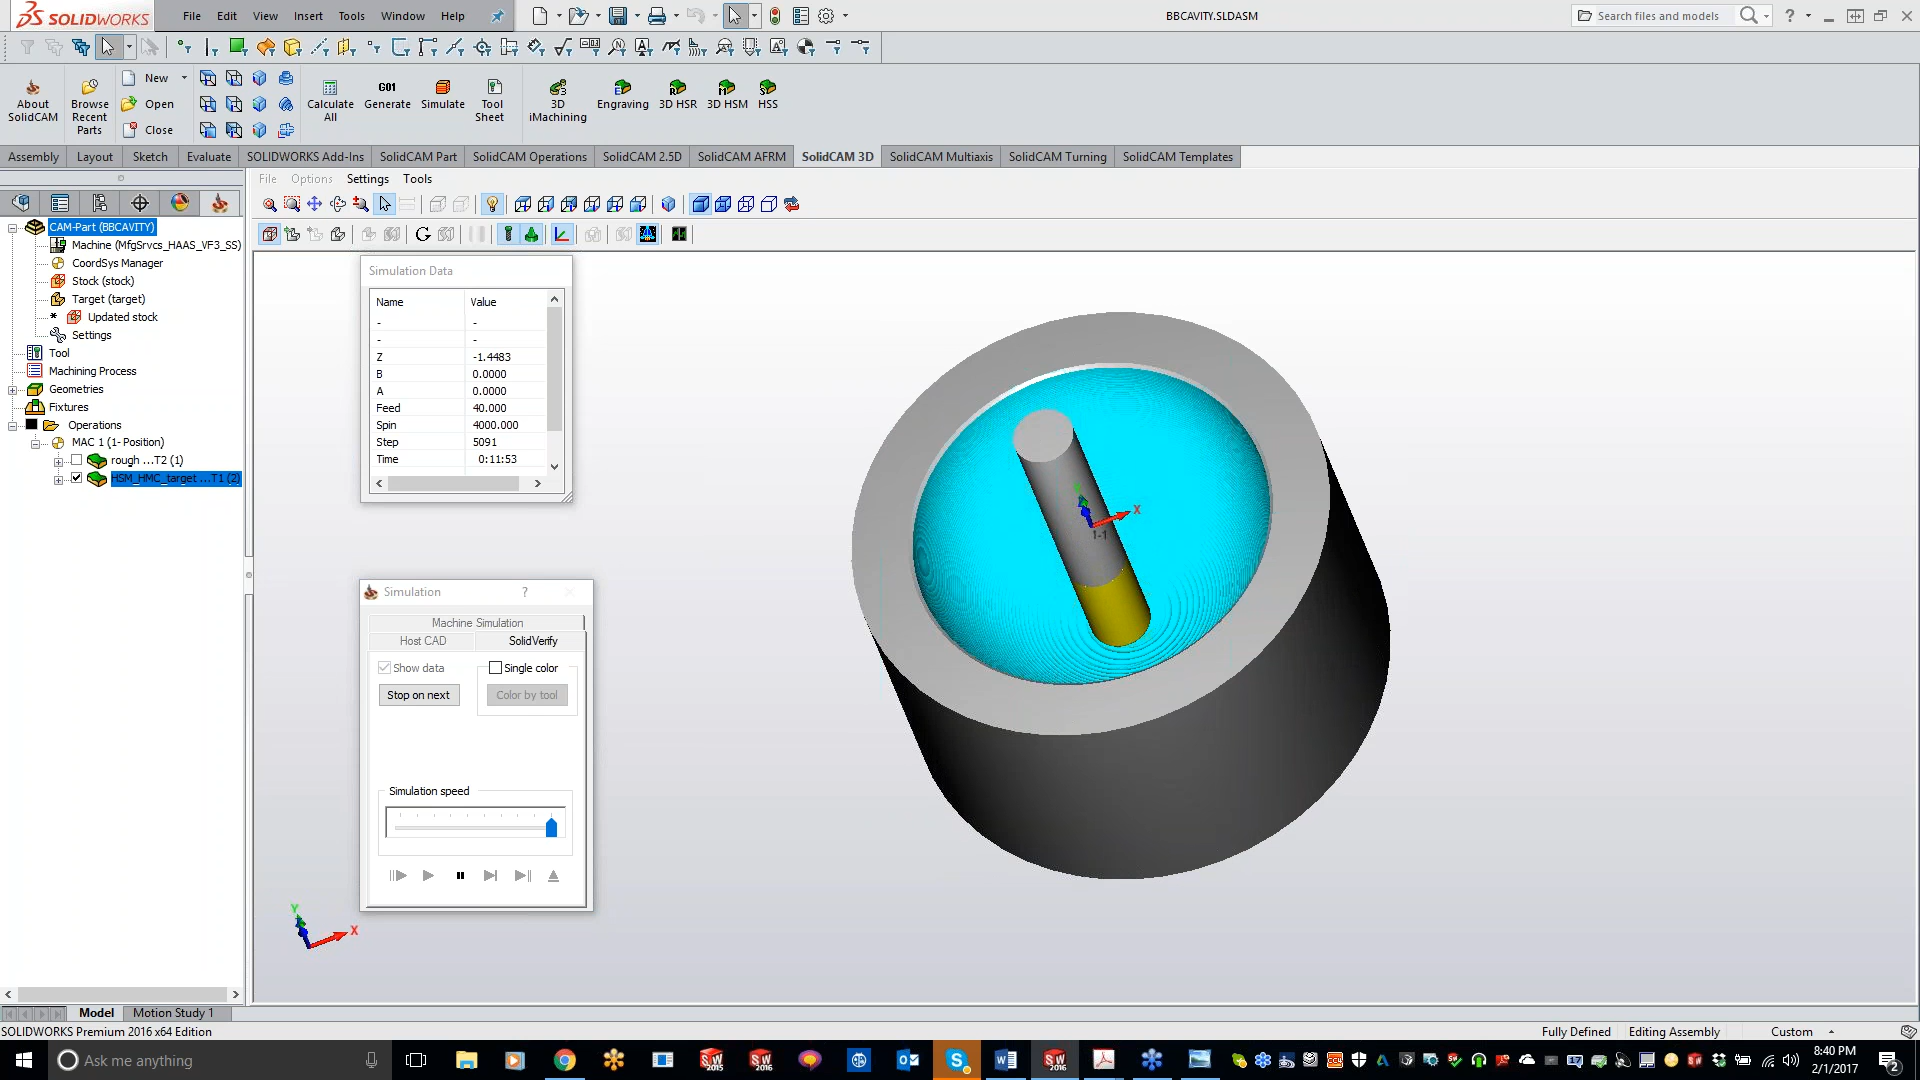 SOLIDWORKS File Edit View Insert Tools Window Help BBCAVITY.SLDASM Search files and models ?
About SolidCAM
Browse Recent Parts
New
Open
Close
Calculate All
G01 Generate
Simulate
Tool Sheet
3D iMachining
Engraving
3D HSR
3D HSM
HSS
Assembly Layout Sketch Evaluate SOLIDWORKS Add-Ins SolidCAM Part SolidCAM Operations SolidCAM 2.5D SolidCAM AFRM SolidCAM 3D SolidCAM Multiaxis SolidCAM Turning SolidCAM Templates
File Options Settings Tools
CAM-Part (BBCAVITY)
Machine (MfgSrvcs_HAAS_VF3_SS)
CoordSys Manager
Stock (stock)
Target (target)
* Updated stock
Settings
Tool
Machining Process
Geometries
Fixtures
Operations
MAC 1 (1- Position)
rough ...T2 (1)
HSM_HMC_target ...T1 (2)
Simulation Data
Name Value
- -
- -
Z -1.4483
B 0.0000
A 0.0000
Feed 40.000
Spin 4000.000
Step 5091
Time 0:11:53
Simulation ?
Machine Simulation
Host CAD SolidVerify
Show data Single color
Stop on next Color by tool
Simulation speed
X
1-1
Y
X
Model Motion Study 1
SOLIDWORKS Premium 2016 x64 Edition Fully Defined Editing Assembly Custom
Ask me anything
8:40 PM
2/1/2017